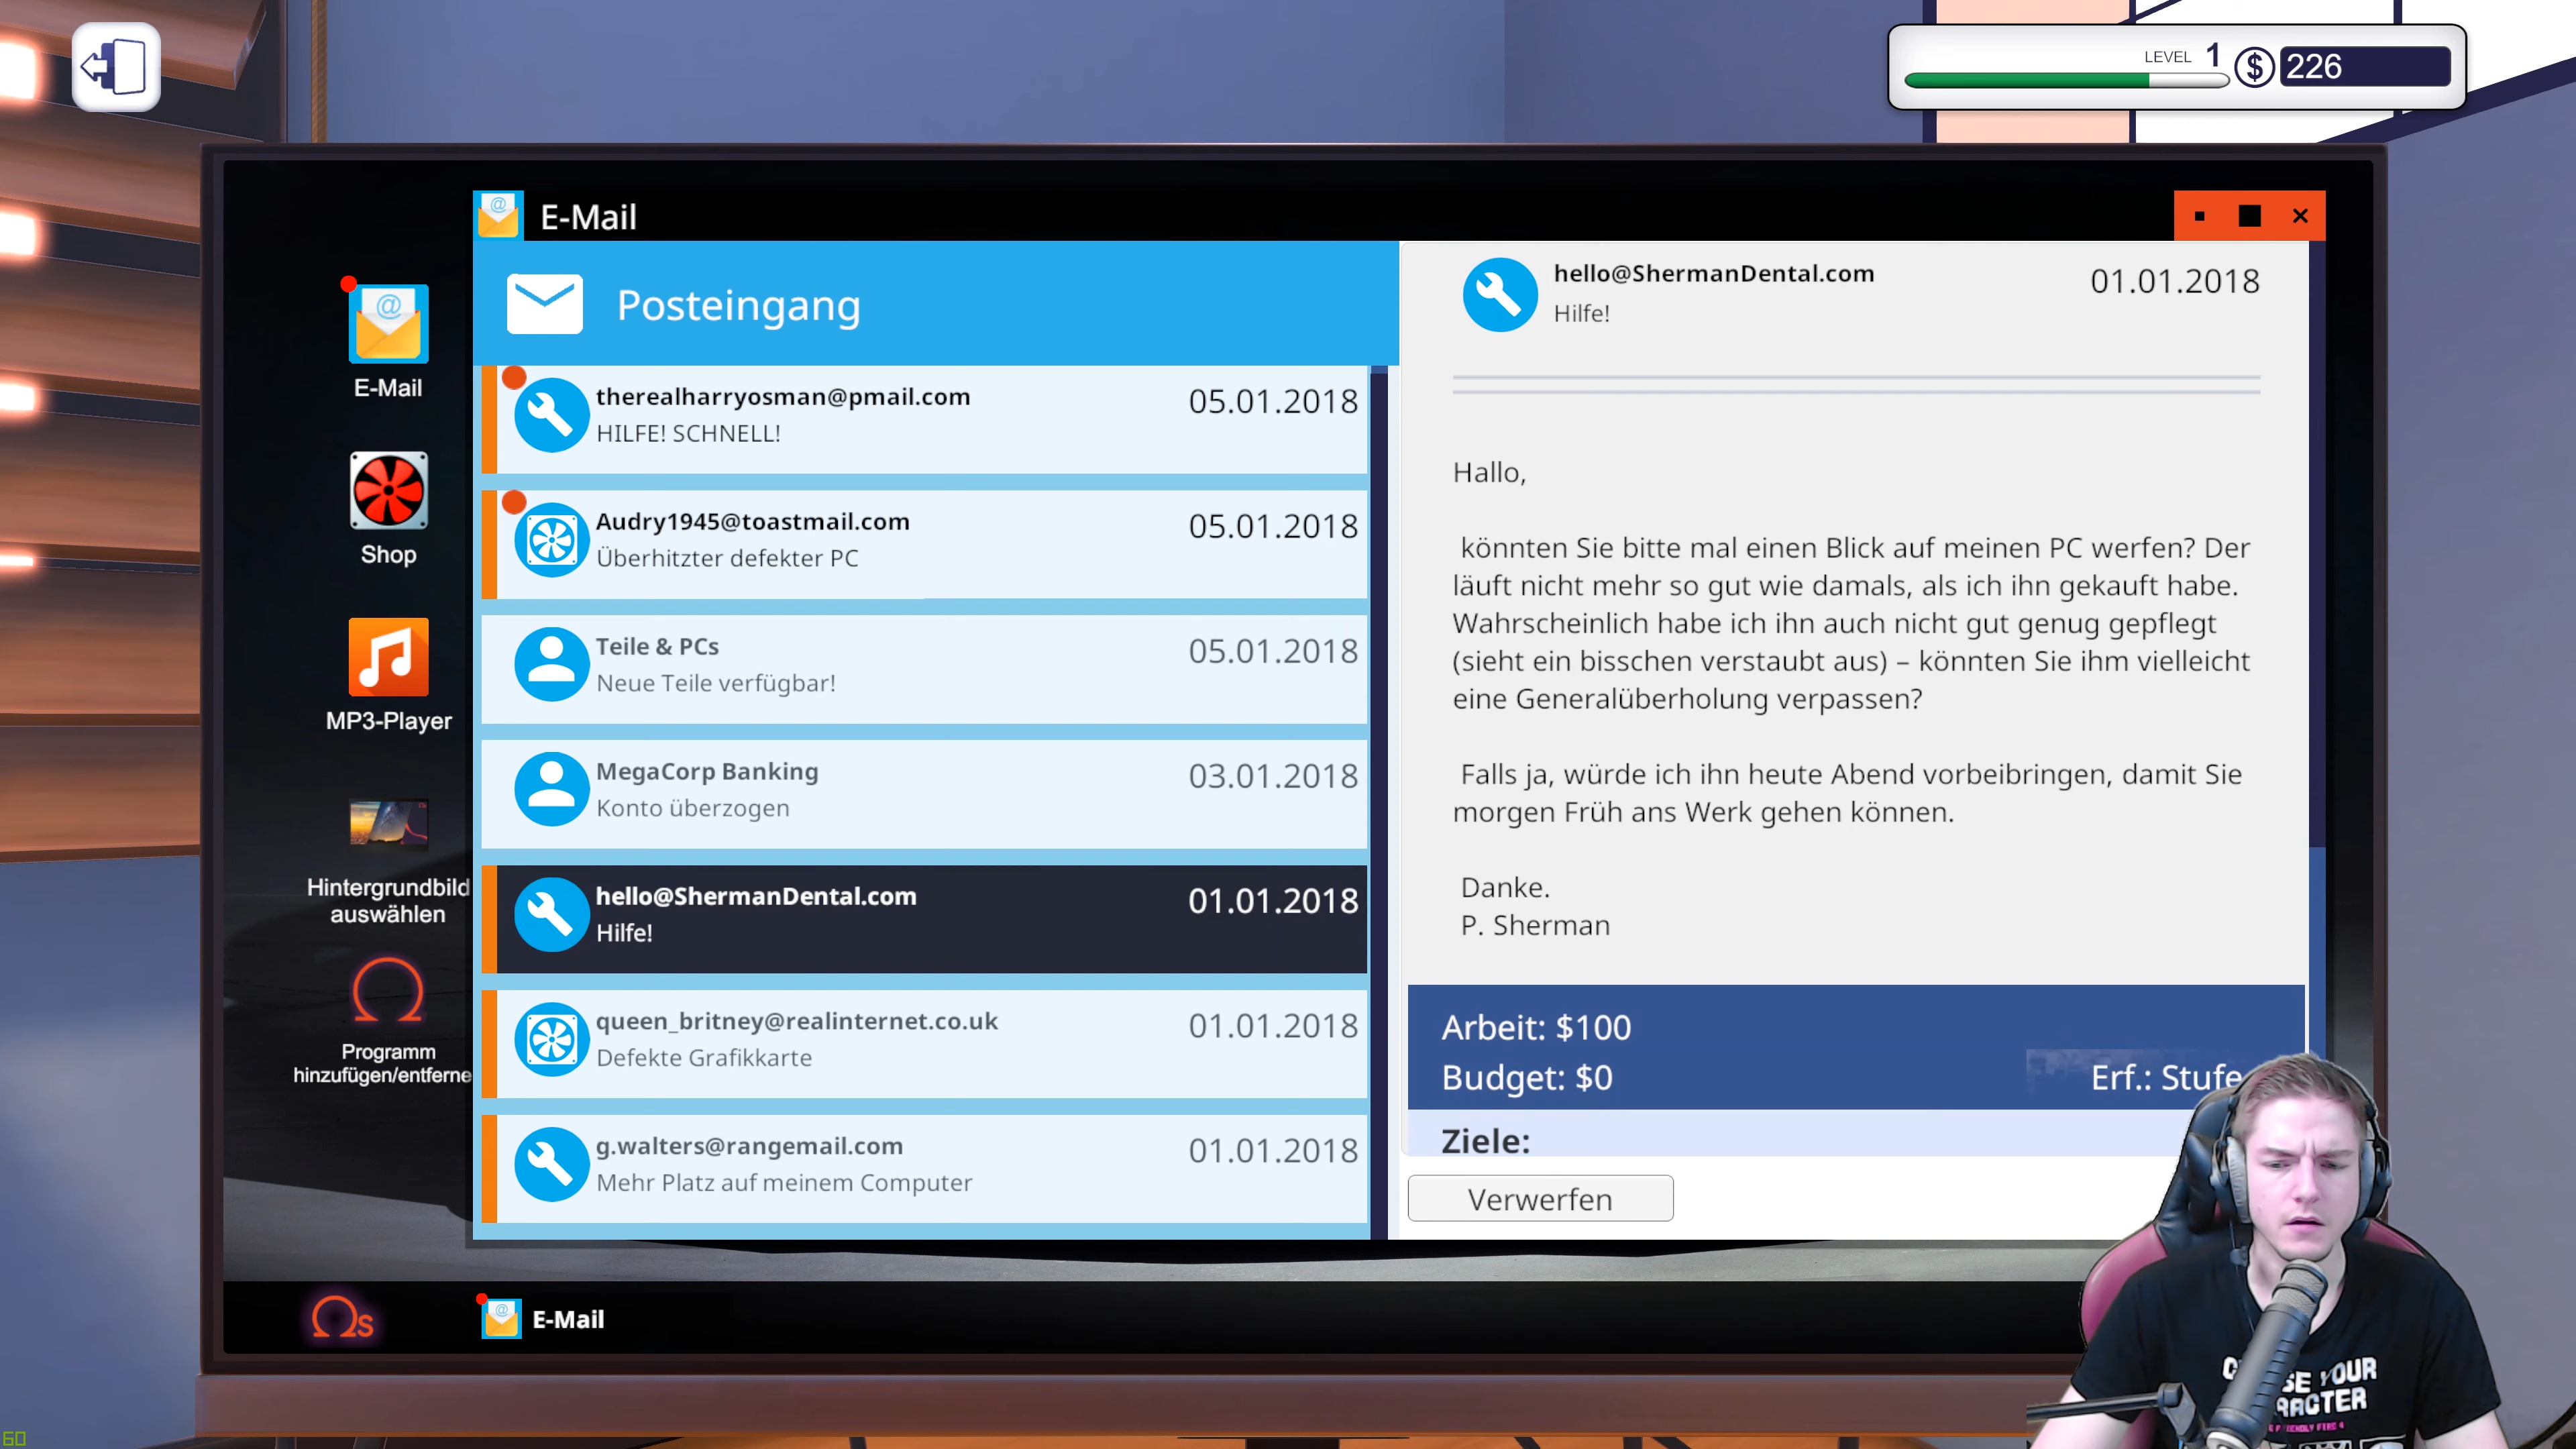 LEVEL 1 $ 226
E-Mail
Posteingang
E-Mail
Shop
MP3-Player
Hintergrundbild
auswählen
Programm
hinzufügen/entferne
therealharryosman@pmail.com 05.01.2018
HILFE! SCHNELL!
Audry1945@toastmail.com 05.01.2018
Überhitzter defekter PC
Teile & PCs 05.01.2018
Neue Teile verfügbar!
MegaCorp Banking 03.01.2018
Konto überzogen
hello@ShermanDental.com 01.01.2018
Hilfe!
queen_britney@realinternet.co.uk 01.01.2018
Defekte Grafikkarte
g.walters@rangemail.com 01.01.2018
Mehr Platz auf meinem Computer
hello@ShermanDental.com 01.01.2018
Hilfe!
Hallo,
könnten Sie bitte mal einen Blick auf meinen PC werfen? Der
läuft nicht mehr so gut wie damals, als ich ihn gekauft habe.
Wahrscheinlich habe ich ihn auch nicht gut genug gepflegt
(sieht ein bisschen verstaubt aus) – könnten Sie ihm vielleicht
eine Generalüberholung verpassen?
Falls ja, würde ich ihn heute Abend vorbeibringen, damit Sie
morgen Früh ans Werk gehen können.
Danke.
P. Sherman
Arbeit: $100
Budget: $0 Erf.: Stufe
Ziele:
Verwerfen
Ωs E-Mail
YOUR
60